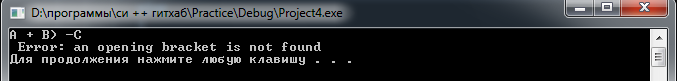 D:\программы\си ++ гитхаб\Practice\Debug\Project4.exe
A + B) -C
Error: an opening bracket is not found
Для продолжения нажмите любую клавишу . . .